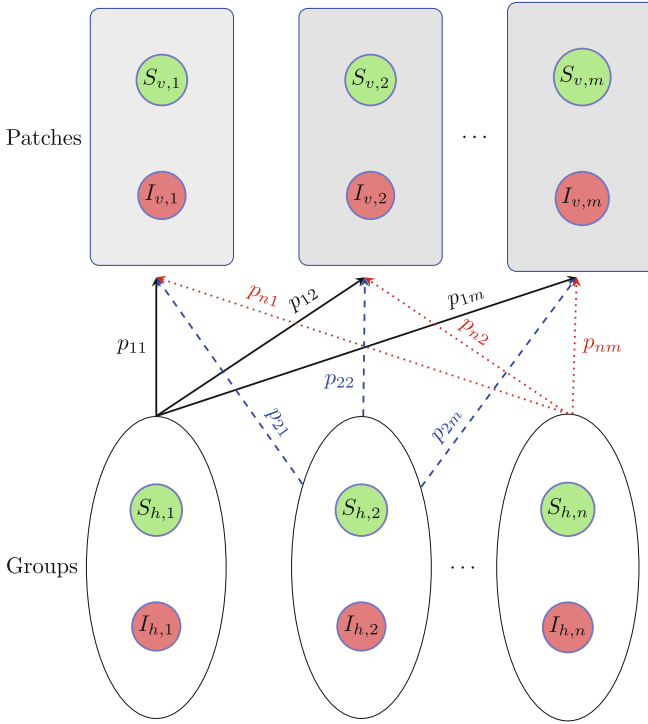 S_{v,1} S_{v,2} S_{v,m}
Patches ...
I_{v,1} I_{v,2} I_{v,m}
p_{n1} p_{12} p_{1m}
p_{11} p_{22} p_{n2} p_{nm}
p_{21} p_{2m}
S_{h,1} S_{h,2} S_{h,n}
Groups ...
I_{h,1} I_{h,2} I_{h,n}